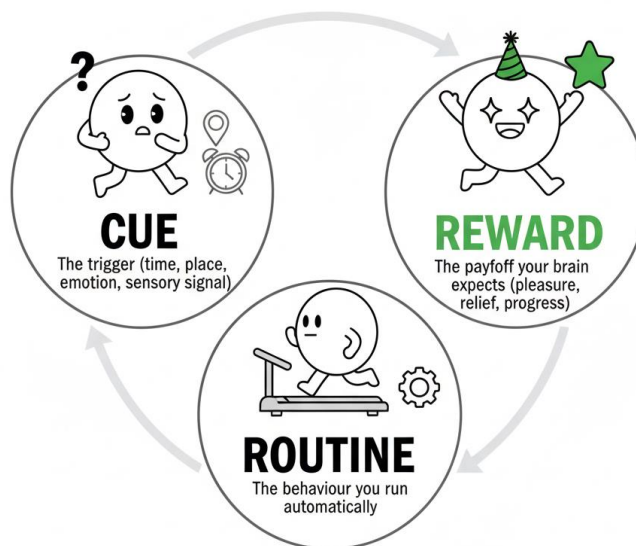 ?
CUE
The trigger (time, place,
emotion, sensory signal)
REWARD
The payfoff your brain
expects (pleasure,
relief, progress)
ROUTINE
The behaviour you run
automatically